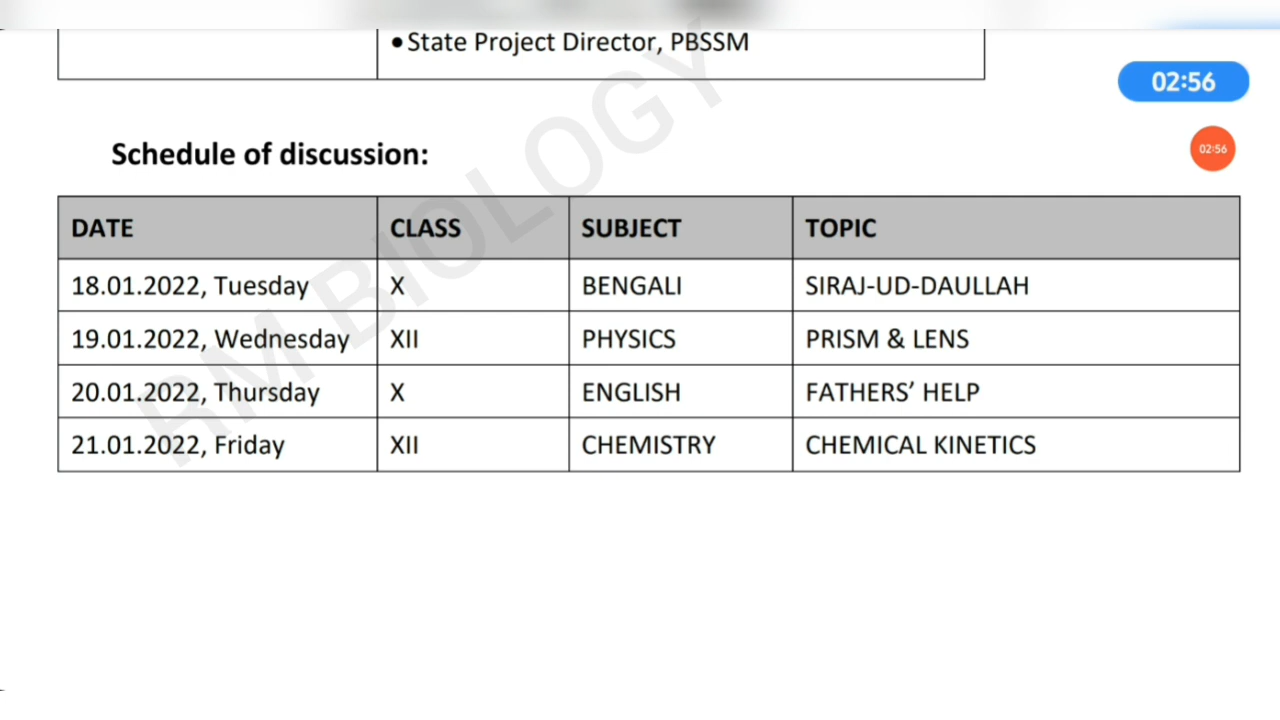 • State Project Director, PBSSM
02:56
02:56
Schedule of discussion:
DATE CLASS SUBJECT TOPIC
18.01.2022, Tuesday X BENGALI SIRAJ-UD-DAULLAH
19.01.2022, Wednesday XII PHYSICS PRISM & LENS
20.01.2022, Thursday X ENGLISH FATHERS’ HELP
21.01.2022, Friday XII CHEMISTRY CHEMICAL KINETICS
RM BIOLOGY